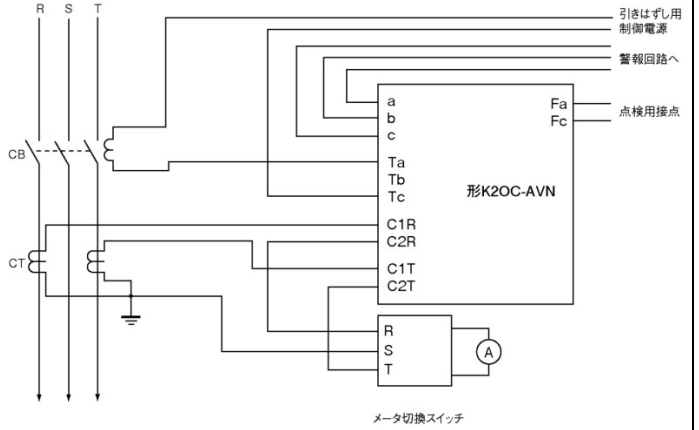 R S T
引きはずし用
制御電源
警報回路へ
a
b
c
Fa
Fc
点検用接点
CB
Ta
Tb
Tc
形K2OC-AVN
C1R
C2R
CT
C1T
C2T
R
S
T
A
メータ切換スイッチ